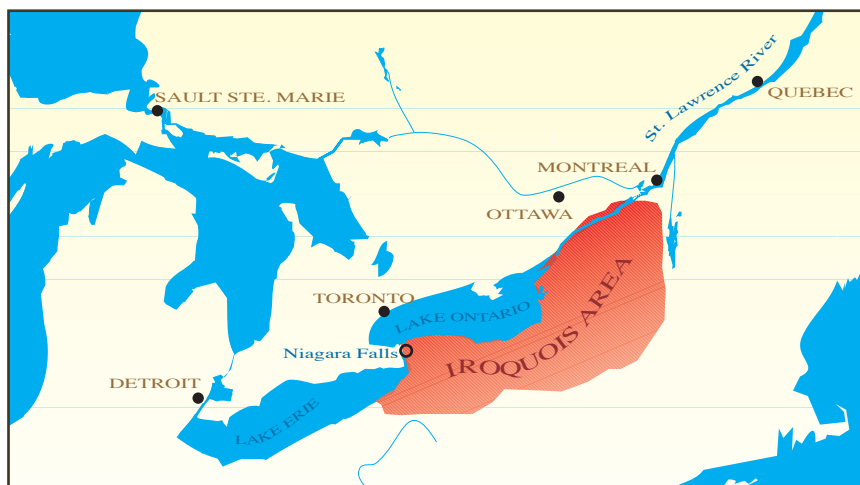 St. Lawrence River
QUEBEC
SAULT STE. MARIE
MONTREAL
OTTAWA
TORONTO
LAKE ONTARIO
IROQUOIS AREA
Niagara Falls
DETROIT
LAKE ERIE